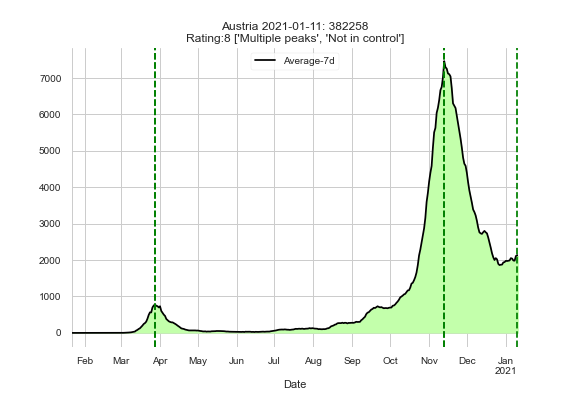 Austria 2021-01-11: 382258
Rating:8 ['Multiple peaks', 'Not in control']
Average-7d
7000
6000
5000
4000
3000
2000
1000
0
Feb Mar Apr May Jun Jul Aug Sep Oct Nov Dec Jan
2021
Date